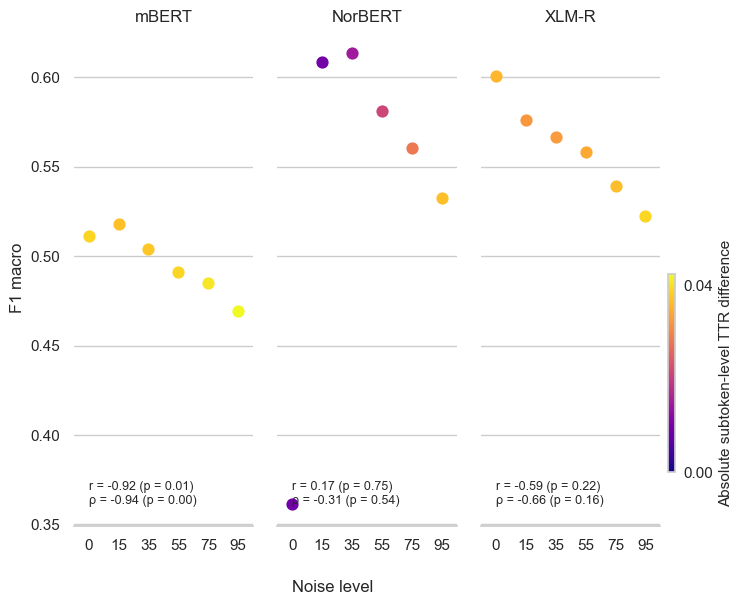 mBERT
NorBERT
XLM-R
F1 macro
0.60
0.55
0.50
0.45
0.40
0.35
r = -0.92 (p = 0.01)
ρ = -0.94 (p = 0.00)
r = 0.17 (p = 0.75)
ρ = -0.31 (p = 0.54)
r = -0.59 (p = 0.22)
ρ = -0.66 (p = 0.16)
0 15 35 55 75 95
0 15 35 55 75 95
0 15 35 55 75 95
Noise level
0.04
0.00
Absolute subtoken-level TTR difference